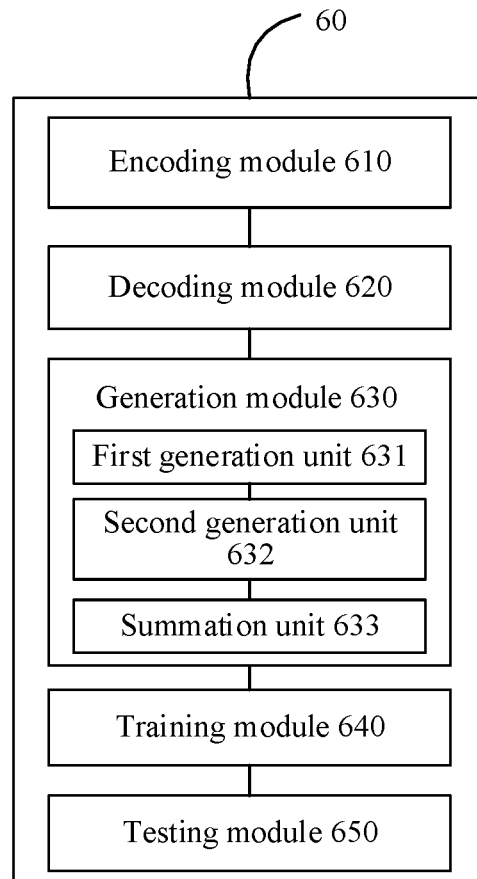 60
Encoding module 610
Decoding module 620
Generation module 630
First generation unit 631
Second generation unit
632
Summation unit 633
Training module 640
Testing module 650